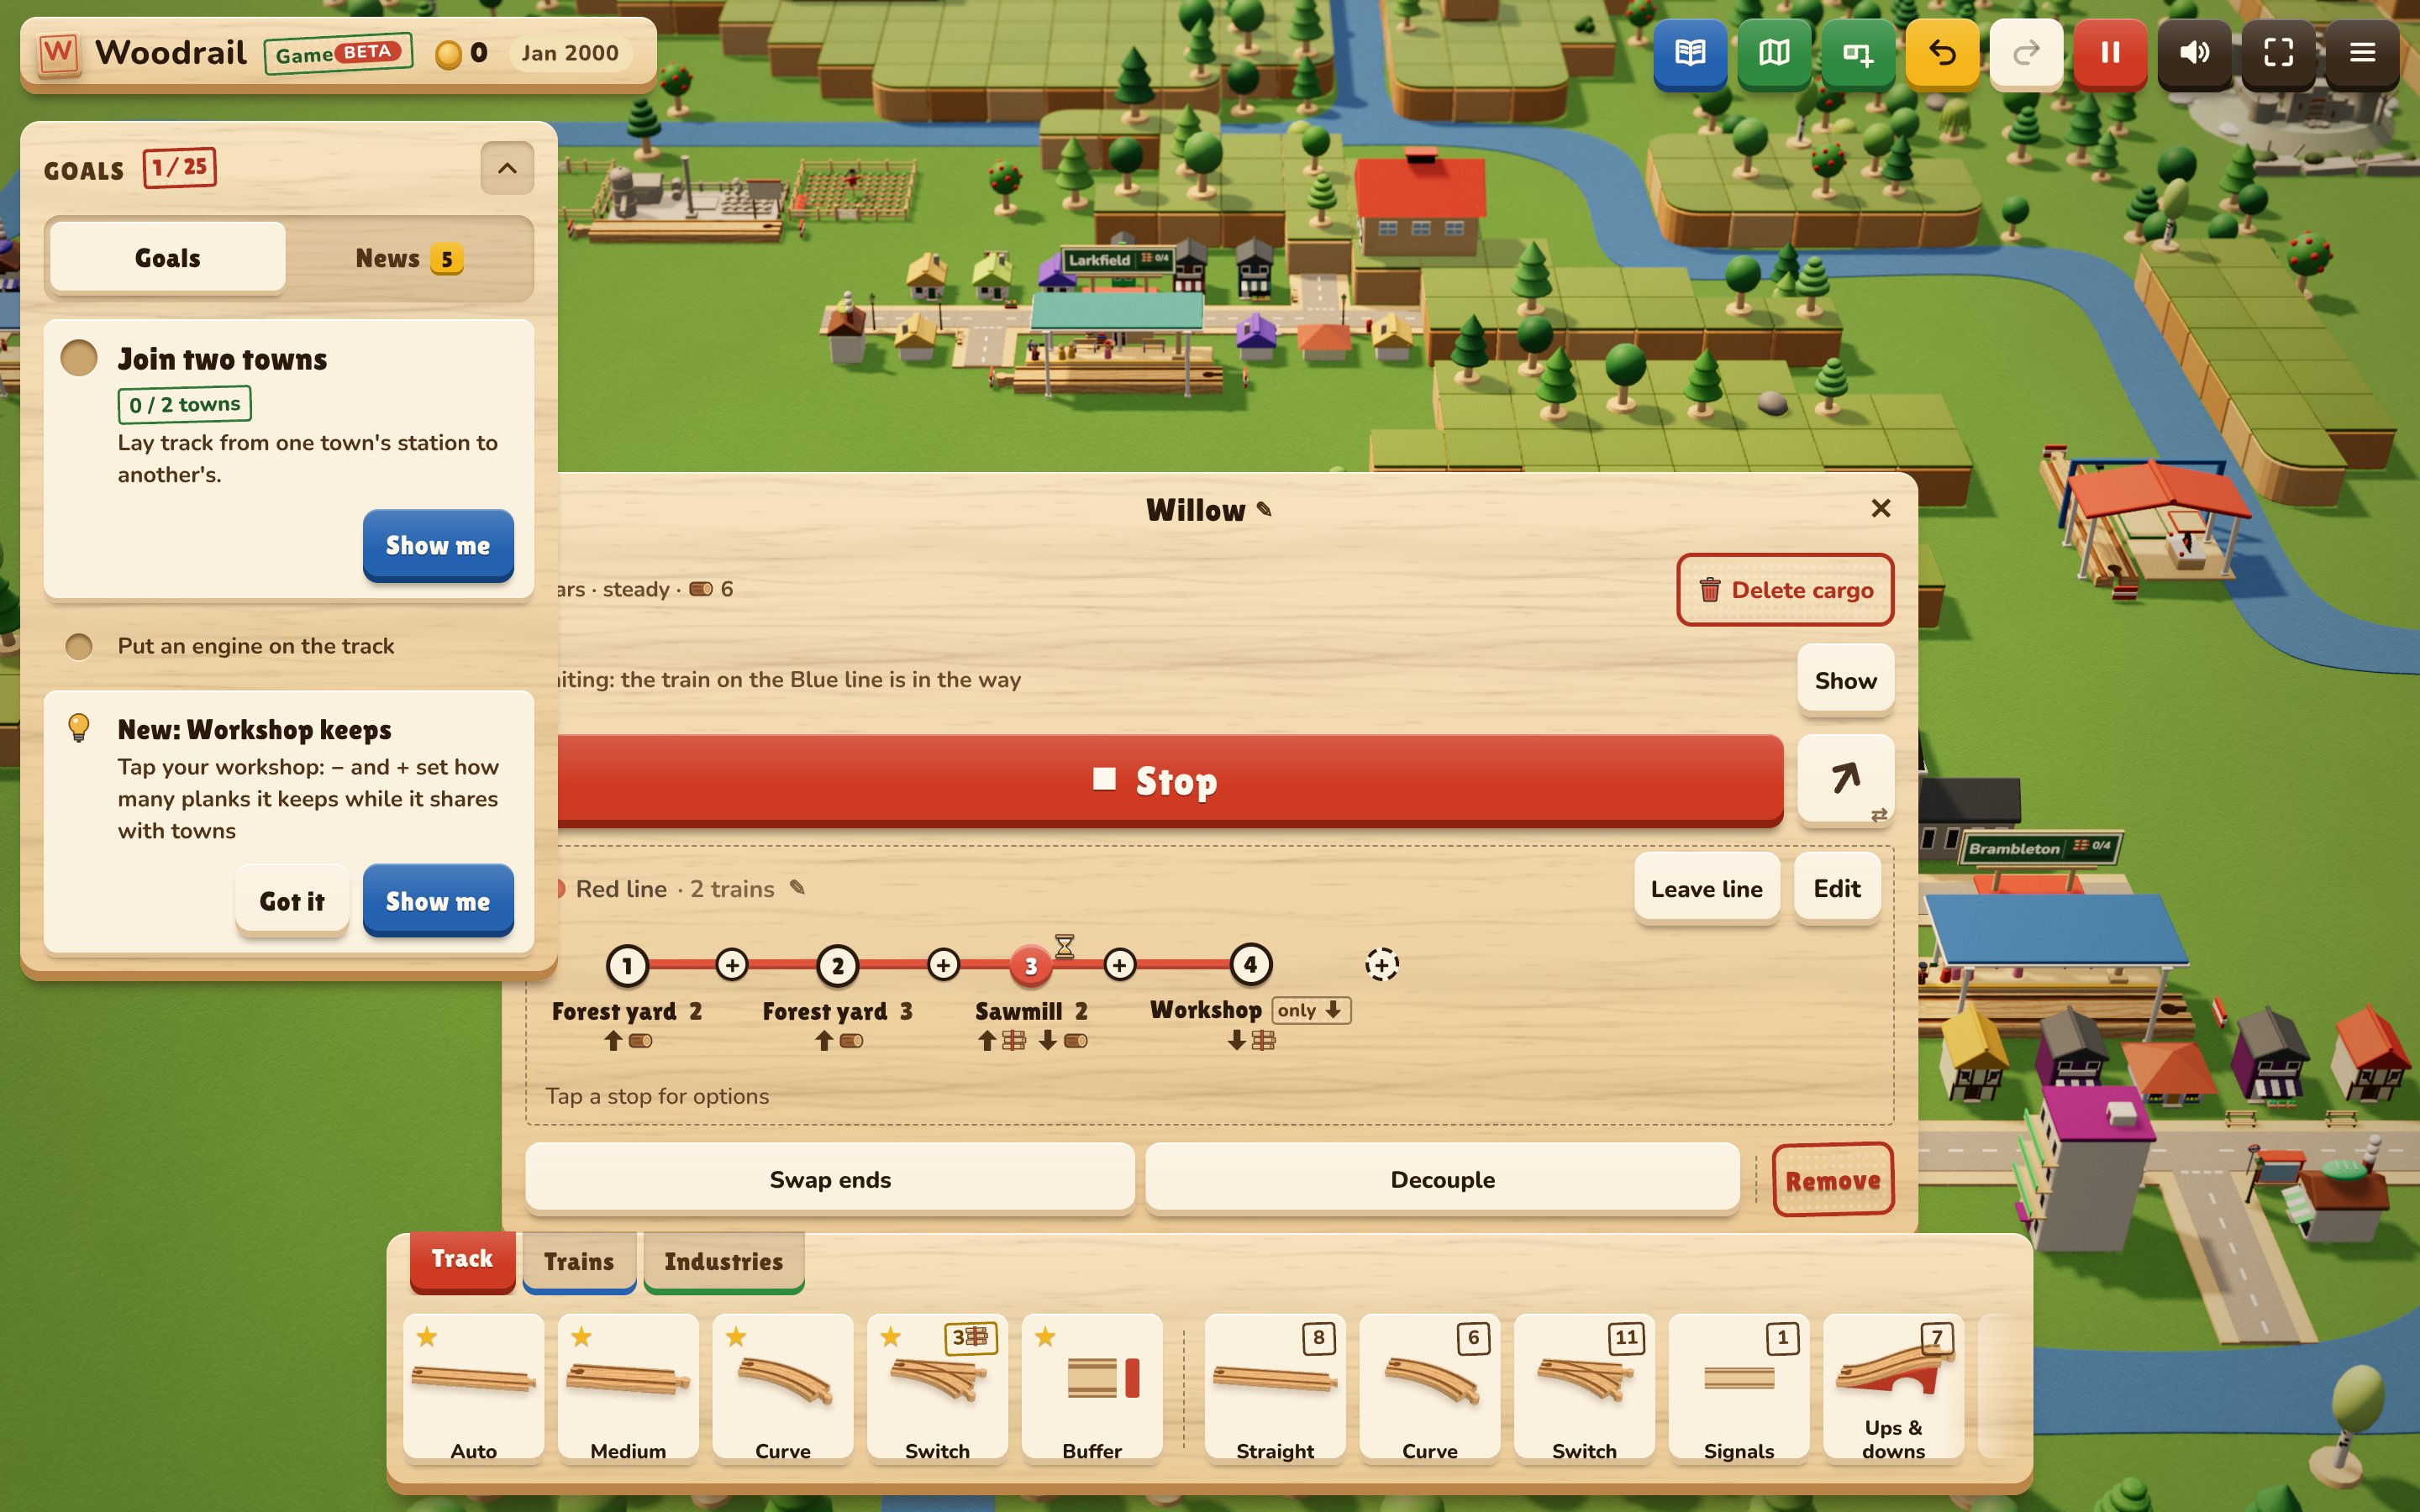 W Woodrail Game BETA 0 Jan 2000
GOALS 1/25
Goals
News 5
Join two towns
0 / 2 towns
Lay track from one town's station to
another's.
Show me
Put an engine on the track
New: Workshop keeps
Tap your workshop: − and + set how
many planks it keeps while it shares
with towns
Got it
Show me
Larkfield 0/4
Brambleton 0/4
Willow
steady · 6
Delete cargo
the train on the Blue line is in the way
Show
Stop
Red line · 2 trains
Leave line
Edit
1 + 2 + 3 + 4 +
Forest yard 2
Forest yard 3
Sawmill 2
Workshop only
Tap a stop for options
Swap ends
Decouple
Remove
Track
Trains
Industries
3
8
6
11
1
7
Auto
Medium
Curve
Switch
Buffer
Straight
Curve
Switch
Signals
Ups &
downs